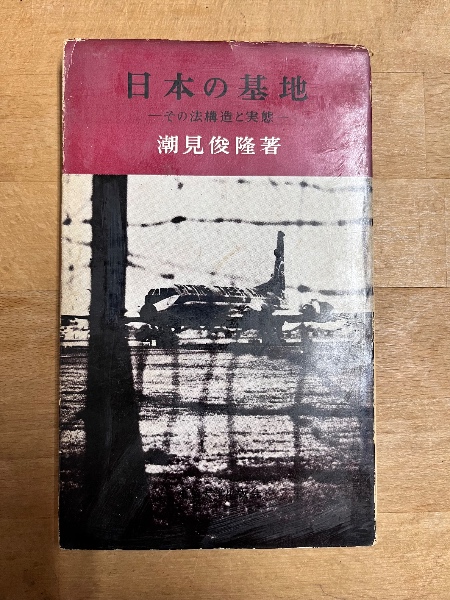 日本の基地
―その法構造と実態―
潮見俊隆著